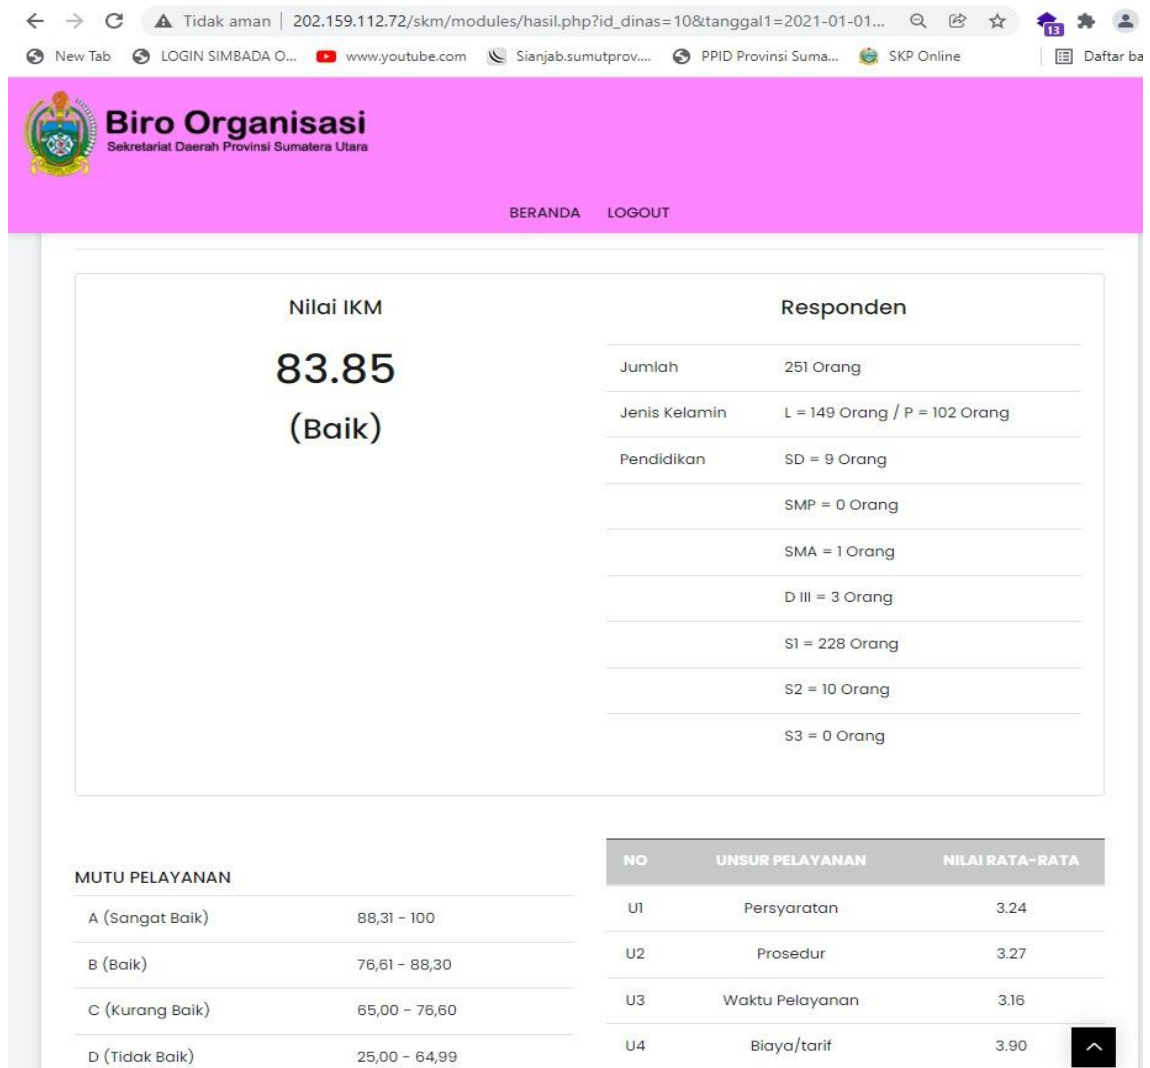 Tidak aman | 202.159.112.72/skm/modules/hasil.php?id_dinas=10&tanggal1=2021-01-01...
13
New Tab LOGIN SIMBADA O... www.youtube.com Sianjab.sumutprov.... PPID Provinsi Suma... SKP Online Daftar ba
Biro Organisasi
Sekretariat Daerah Provinsi Sumatera Utara
BERANDA LOGOUT
Nilai IKM
83.85
(Baik)
Responden
Jumlah 251 Orang
Jenis Kelamin L = 149 Orang / P = 102 Orang
Pendidikan SD = 9 Orang
SMP = 0 Orang
SMA = 1 Orang
D III = 3 Orang
S1 = 228 Orang
S2 = 10 Orang
S3 = 0 Orang
MUTU PELAYANAN
A (Sangat Baik) 88,31 - 100
B (Baik) 76,61 - 88,30
C (Kurang Baik) 65,00 - 76,60
D (Tidak Baik) 25,00 - 64,99
NO UNSUR PELAYANAN NILAI RATA-RATA
U1 Persyaratan 3.24
U2 Prosedur 3.27
U3 Waktu Pelayanan 3.16
U4 Biaya/tarif 3.90